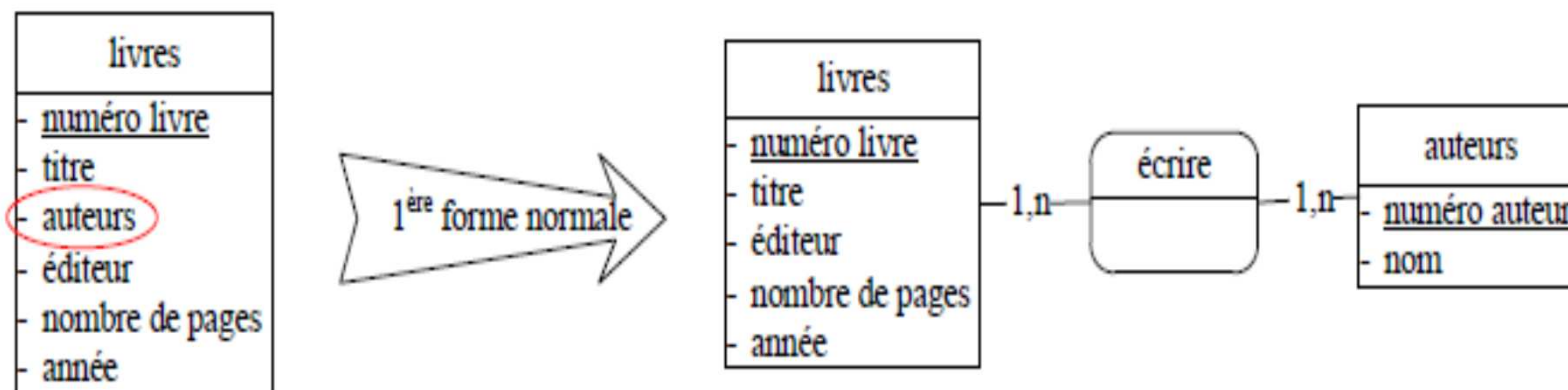 livres
- numéro livre
- titre
- auteurs
- éditeur
- nombre de pages
- année
1ère forme normale
livres
- numéro livre
- titre
- éditeur
- nombre de pages
- année
1,n
écrire
1,n
auteurs
- numéro auteur
- nom